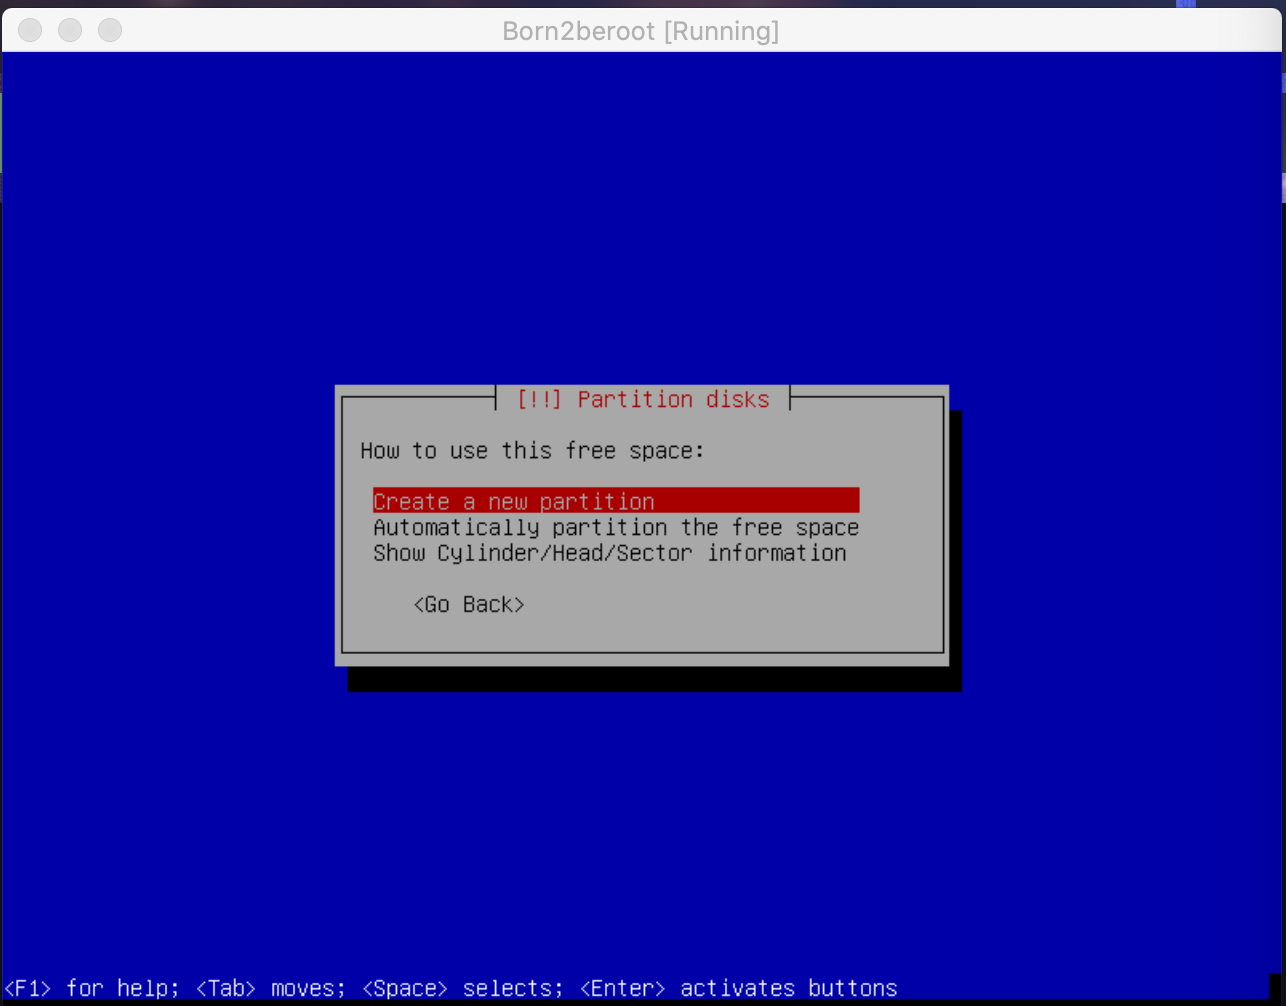 Born2beroot [Running]
[!!] Partition disks
How to use this free space:
Create a new partition
Automatically partition the free space
Show Cylinder/Head/Sector information
<Go Back>
<F1> for help; <Tab> moves; <Space> selects; <Enter> activates buttons